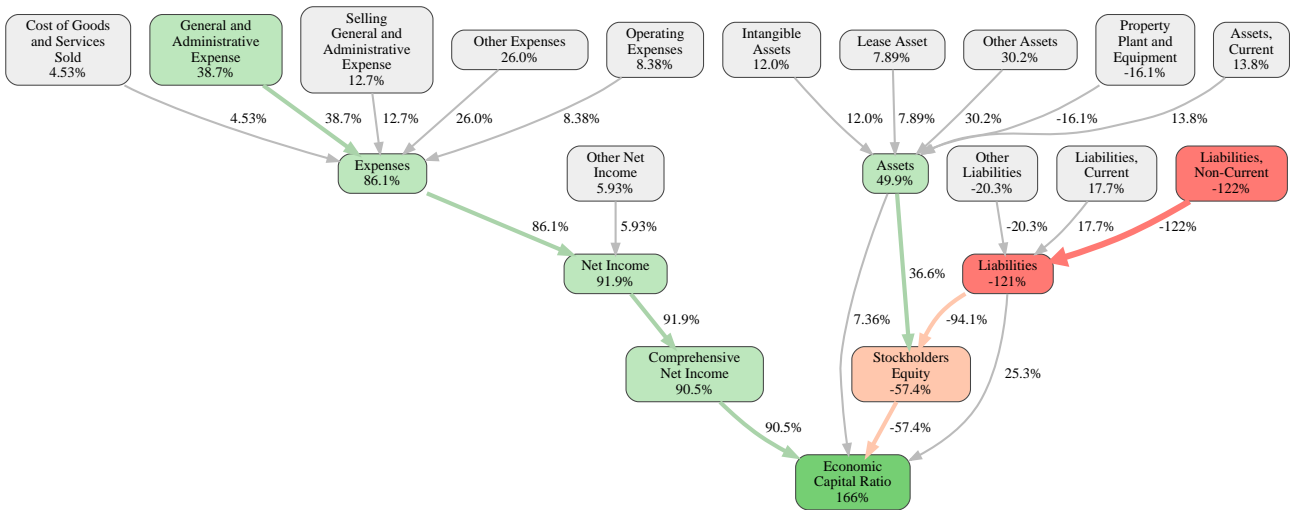 Cost of Goods
and Services
Sold
4.53%
General and
Administrative
Expense
38.7%
Selling
General and
Administrative
Expense
12.7%
Other Expenses
26.0%
Operating
Expenses
8.38%
Intangible
Assets
12.0%
Lease Asset
7.89%
Other Assets
30.2%
Property
Plant and
Equipment
-16.1%
Assets,
Current
13.8%
4.53%
38.7%
12.7%
26.0%
8.38%
12.0%
7.89%
30.2%
-16.1%
13.8%
Expenses
86.1%
Other Net
Income
5.93%
Assets
49.9%
Other
Liabilities
-20.3%
Liabilities,
Current
17.7%
Liabilities,
Non-Current
-122%
86.1%
5.93%
-20.3%
17.7%
-122%
Net Income
91.9%
36.6%
Liabilities
-121%
91.9%
7.36%
-94.1%
Comprehensive
Net Income
90.5%
Stockholders
Equity
-57.4%
25.3%
90.5%
-57.4%
Economic
Capital Ratio
166%